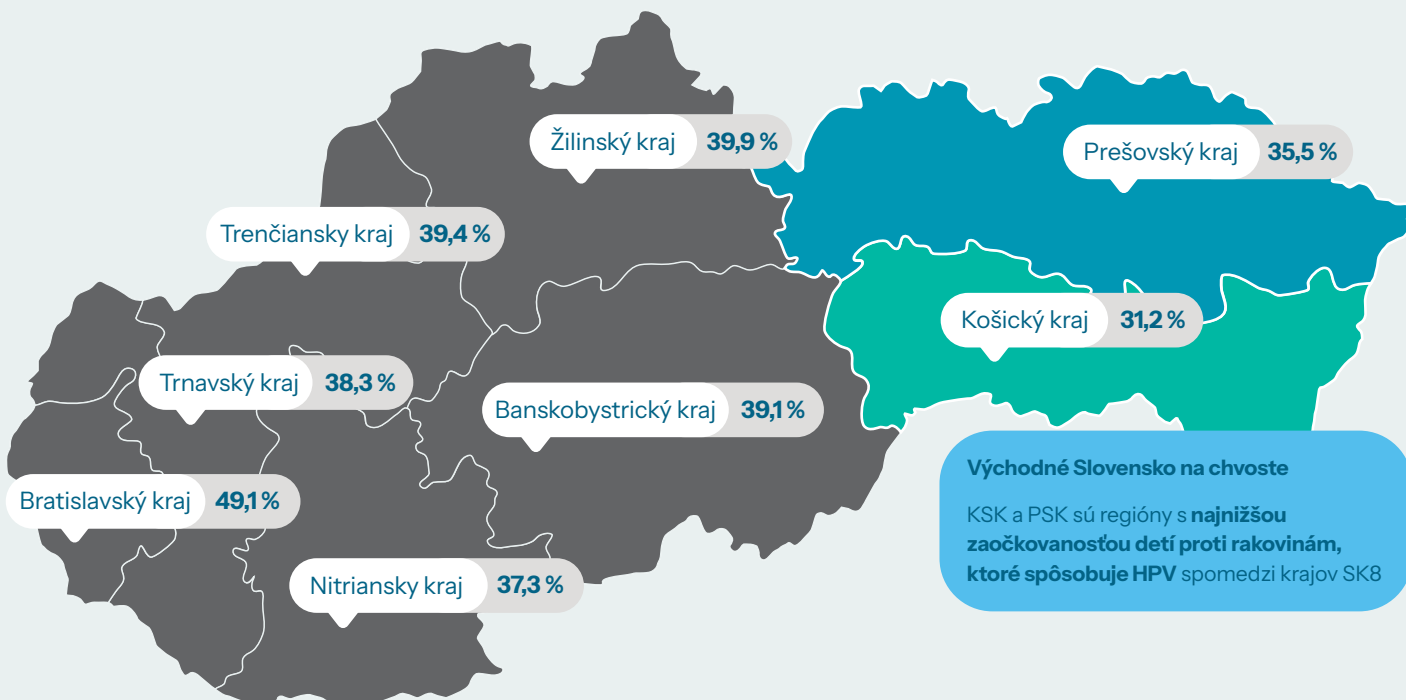 Žilinský kraj 39,9 %
Prešovský kraj 35,5 %
Trenčiansky kraj 39,4 %
Košický kraj 31,2 %
Trnavský kraj 38,3 %
Banskobystrický kraj 39,1 %
Bratislavský kraj 49,1 %
Nitriansky kraj 37,3 %
Východné Slovensko na chvoste
KSK a PSK sú regióny s najnižšou
zaočkovanosťou detí proti rakovinám,
ktoré spôsobuje HPV spomedzi krajov SK8